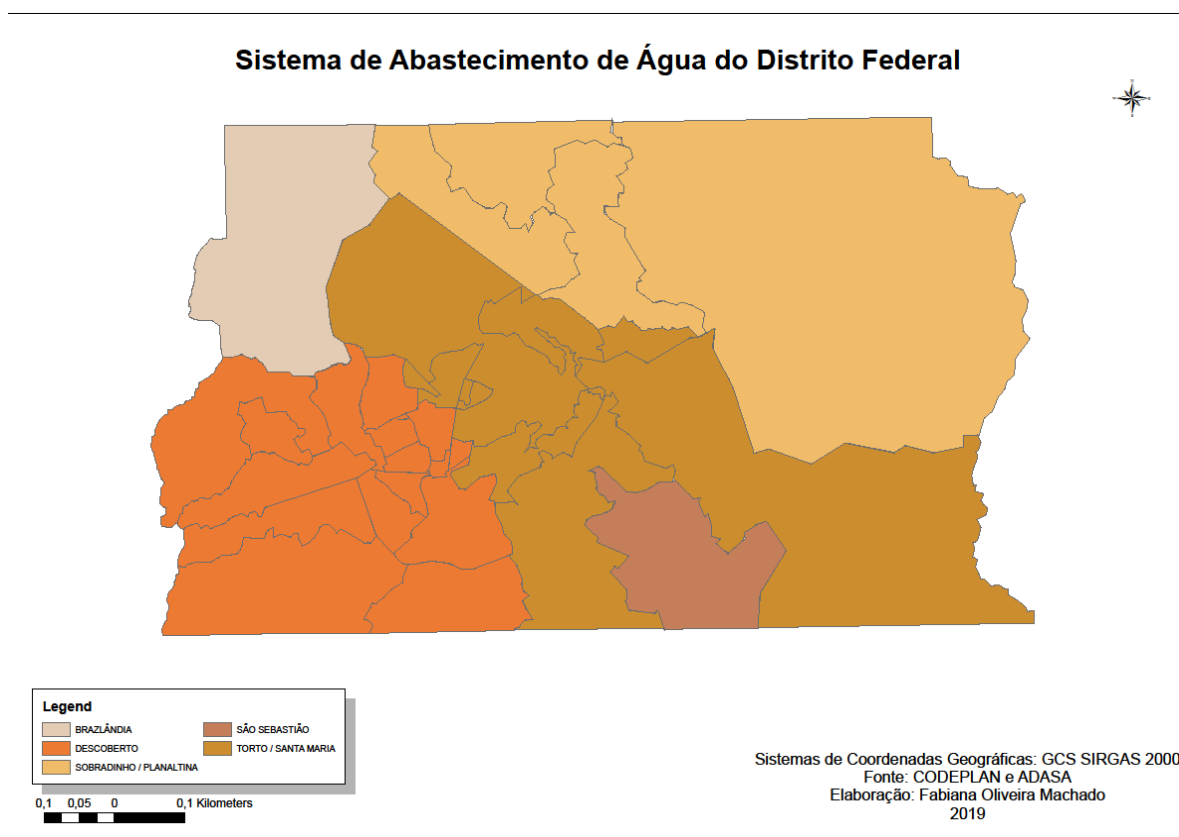 Sistema de Abastecimento de Água do Distrito Federal
Legend
BRAZLÂNDIA
SÃO SEBASTIÃO
DESCOBERTO
TORTO / SANTA MARIA
SOBRADINHO / PLANALTINA
0,1 0,05 0 0,1 Kilometers
Sistemas de Coordenadas Geográficas: GCS SIRGAS 2000
Fonte: CODEPLAN e ADASA
Elaboração: Fabiana Oliveira Machado
2019